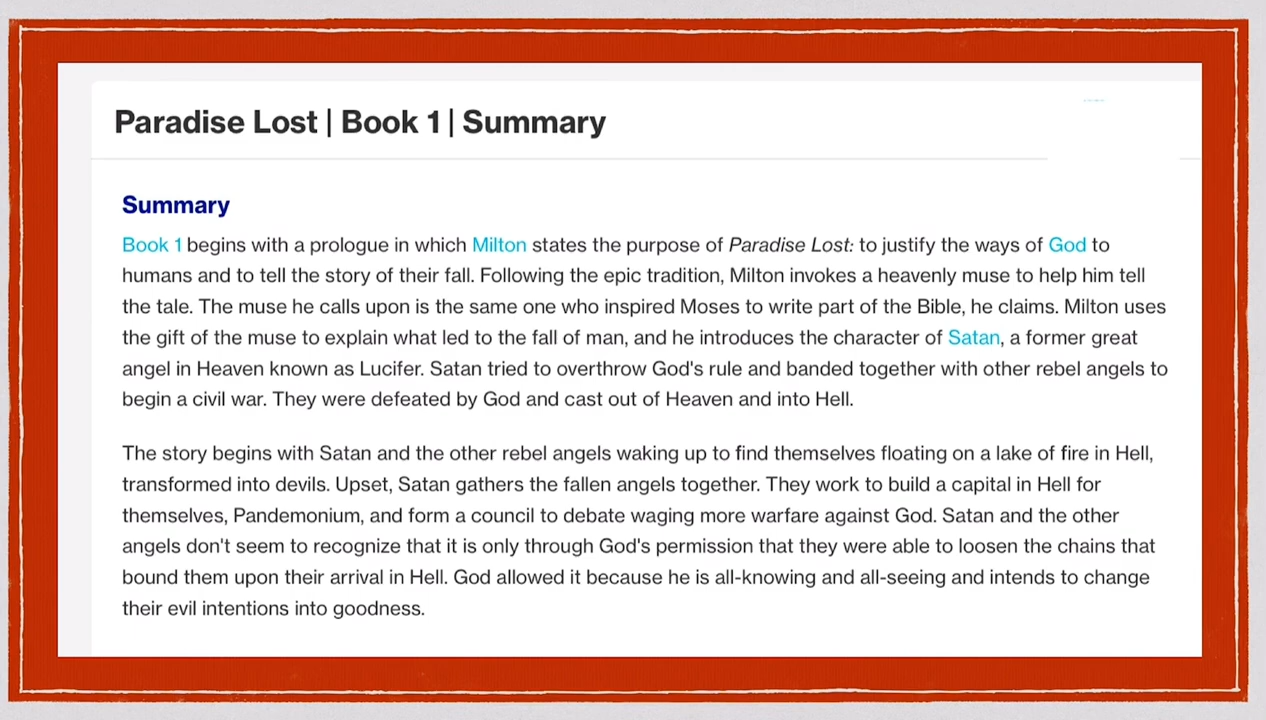 Paradise Lost | Book 1 | Summary
Summary
Book 1 begins with a prologue in which Milton states the purpose of Paradise Lost: to justify the ways of God to
humans and to tell the story of their fall. Following the epic tradition, Milton invokes a heavenly muse to help him tell
the tale. The muse he calls upon is the same one who inspired Moses to write part of the Bible, he claims. Milton uses
the gift of the muse to explain what led to the fall of man, and he introduces the character of Satan, a former great
angel in Heaven known as Lucifer. Satan tried to overthrow God's rule and banded together with other rebel angels to
begin a civil war. They were defeated by God and cast out of Heaven and into Hell.
The story begins with Satan and the other rebel angels waking up to find themselves floating on a lake of fire in Hell,
transformed into devils. Upset, Satan gathers the fallen angels together. They work to build a capital in Hell for
themselves, Pandemonium, and form a council to debate waging more warfare against God. Satan and the other
angels don't seem to recognize that it is only through God's permission that they were able to loosen the chains that
bound them upon their arrival in Hell. God allowed it because he is all-knowing and all-seeing and intends to change
their evil intentions into goodness.